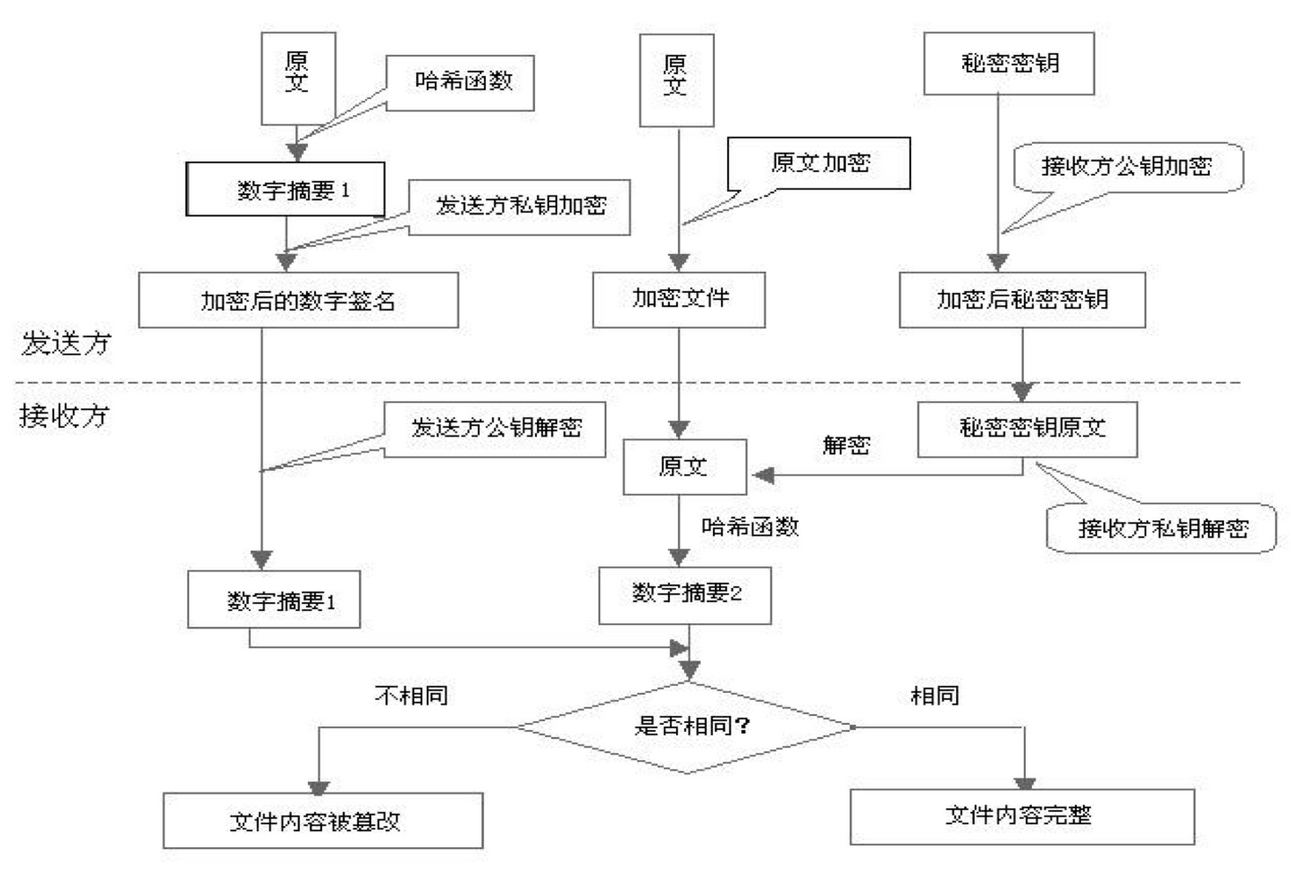 原
文
哈希函数
原
文
秘密密钥
数字摘要1
发送方私钥加密
原文加密
接收方公钥加密
加密后的数字签名
加密文件
加密后秘密密钥
发送方
接收方
发送方公钥解密
原文
解密
秘密密钥原文
哈希函数
接收方私钥解密
数字摘要1
数字摘要2
不相同
是否相同?
相同
文件内容被篡改
文件内容完整